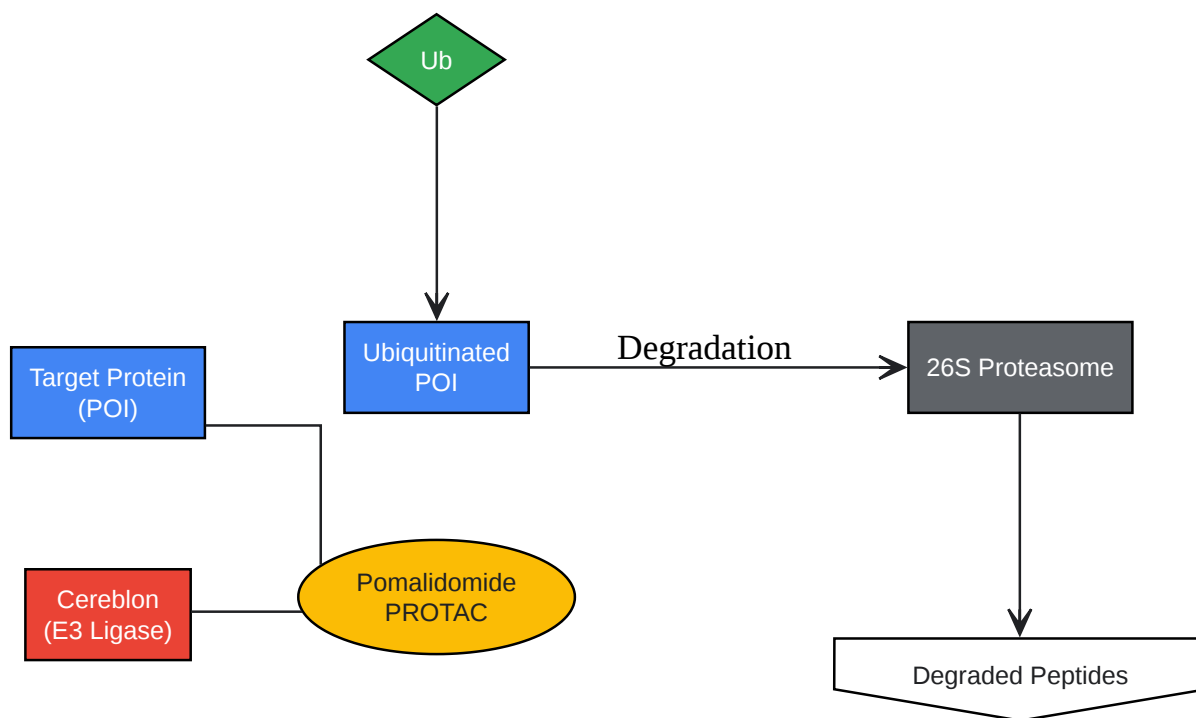 Ub
Ubiquitinated
POI
Degradation
26S Proteasome
Target Protein
(POI)
Cereblon
(E3 Ligase)
Pomalidomide
PROTAC
Degraded Peptides